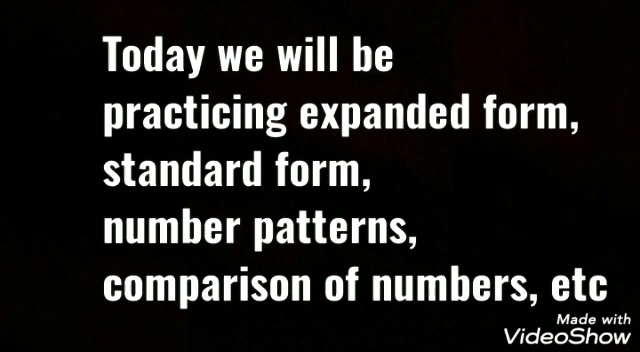 Today we will be
practicing expanded form,
standard form,
number patterns,
comparison of numbers, etc
Made with
VideoShow